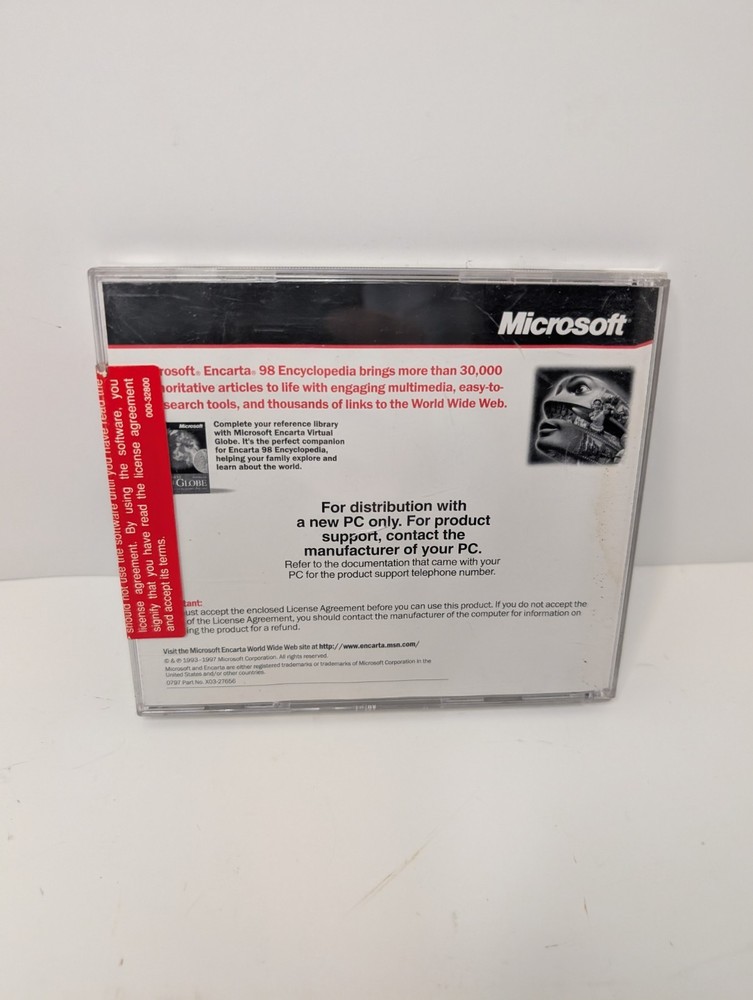 Microsoft
rosoft® Encarta® 98 Encyclopedia brings more than 30,000
oritative articles to life with engaging multimedia, easy-to-
search tools, and thousands of links to the World Wide Web.
Microsoft
GLOBE
Complete your reference library
with Microsoft Encarta Virtual
Globe. It's the perfect companion
for Encarta 98 Encyclopedia,
helping your family explore and
learn about the world.
For distribution with
a new PC only. For product
support, contact the
manufacturer of your PC.
Refer to the documentation that came with your
PC for the product support telephone number.
tant:
ust accept the enclosed License Agreement before you can use this product. If you do not accept the
of the License Agreement, you should contact the manufacturer of the computer for information on
ing the product for a refund.
Visit the Microsoft Encarta World Wide Web site at http://www.encarta.msn.com/
© & ℗ 1993-1997 Microsoft Corporation. All rights reserved.
Microsoft and Encarta are either registered trademarks or trademarks of Microsoft Corporation in the
United States and/or other countries.
0797 Part No. X03-27656
should not use the software until you have read the
license agreement. By using the software, you
signify that you have read the license agreement
and accept its terms.
000-32800